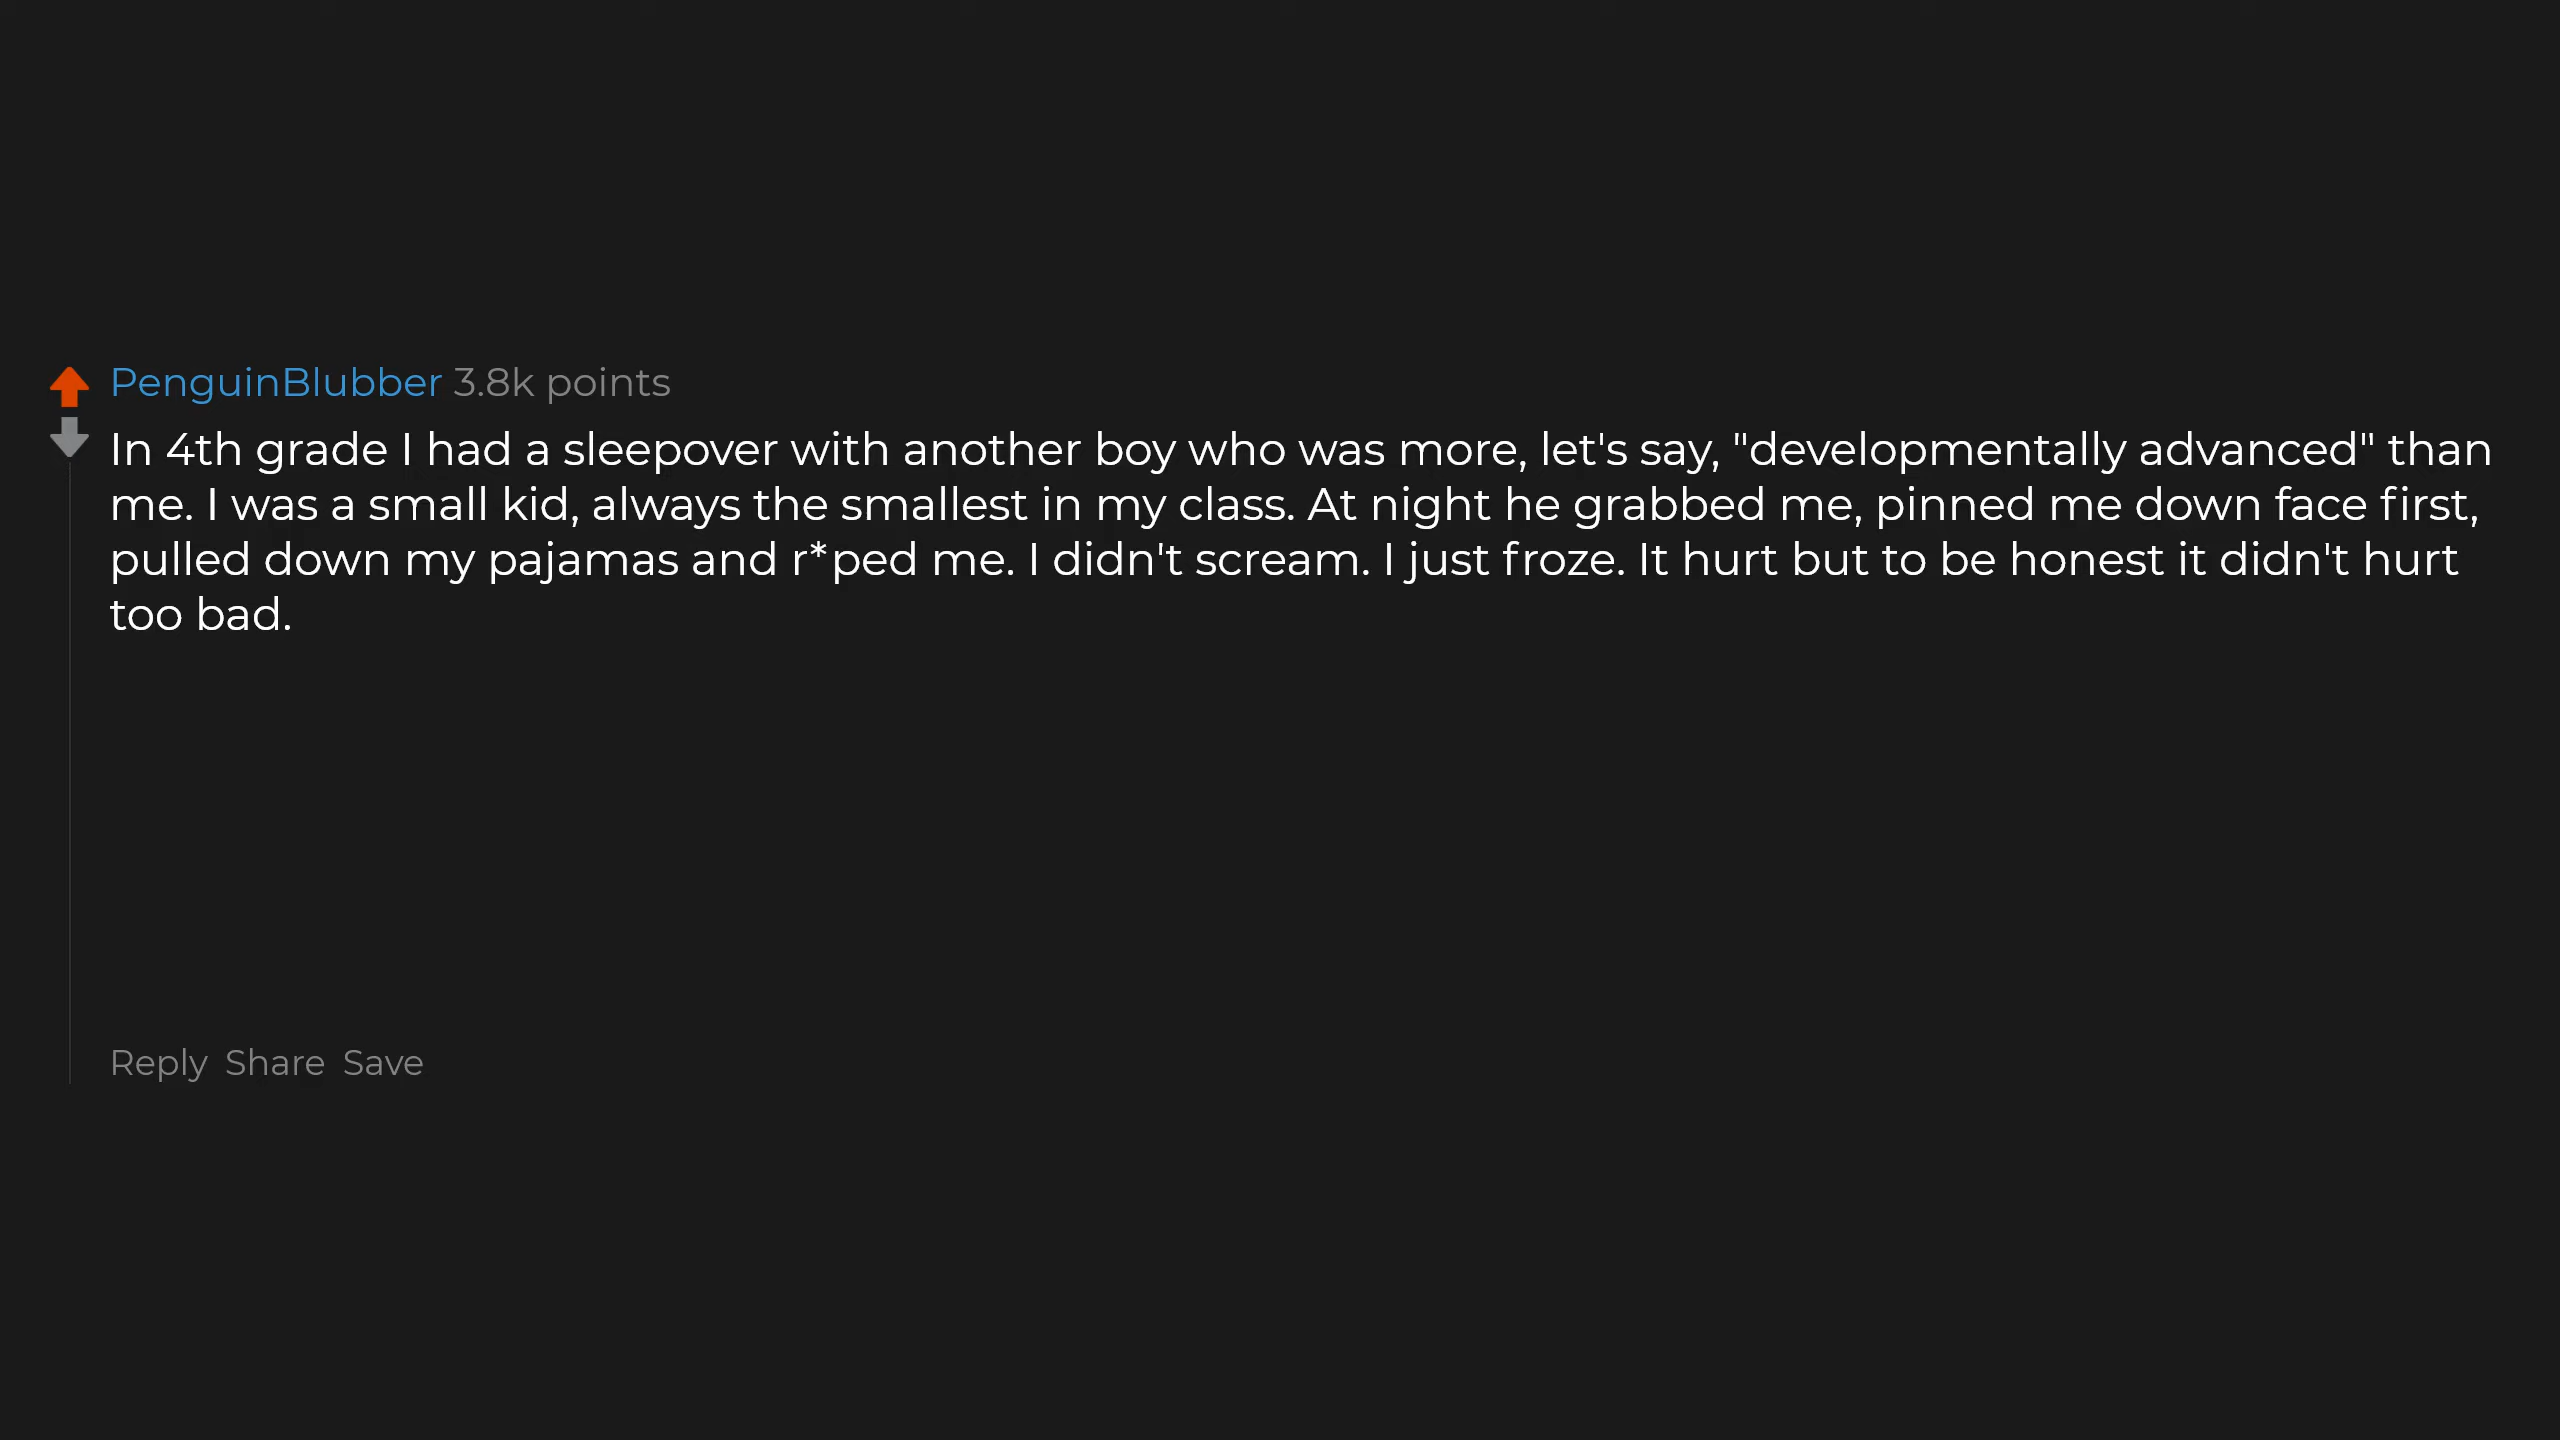 PenguinBlubber 3.8k points
In 4th grade I had a sleepover with another boy who was more, let's say, "developmentally advanced" than
me. I was a small kid, always the smallest in my class. At night he grabbed me, pinned me down face first,
pulled down my pajamas and r*ped me. I didn't scream. I just froze. It hurt but to be honest it didn't hurt
too bad.
Reply Share Save